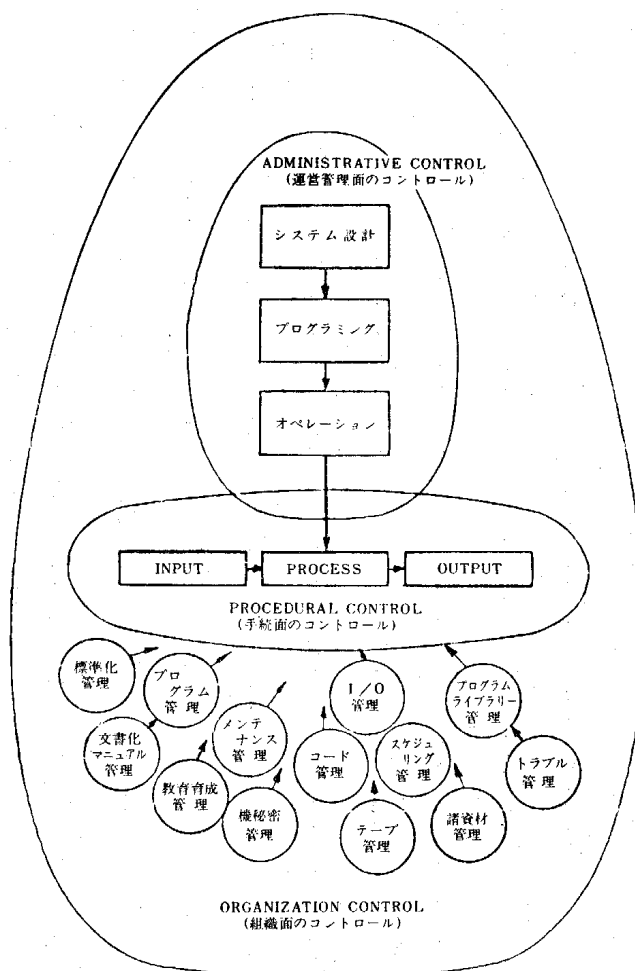 ADMINISTRATIVE CONTROL
(運営管理面のコントロール)
システム設計
プログラミング
オペレーション
INPUT
PROCESS
OUTPUT
PROCEDURAL CONTROL
(手続面のコントロール)
標準化
管理
プロ
グラム
管理
I/O
管理
プログラム
ライブラリー
管理
文書化
マニュアル
管理
メンテ
ナンス
管理
コード
管理
スケジュ
ーリング
管理
トラブル
管理
教育育成
管理
機秘密
管理
テープ
管理
諸資材
管理
ORGANIZATION CONTROL
(組織面のコントロール)